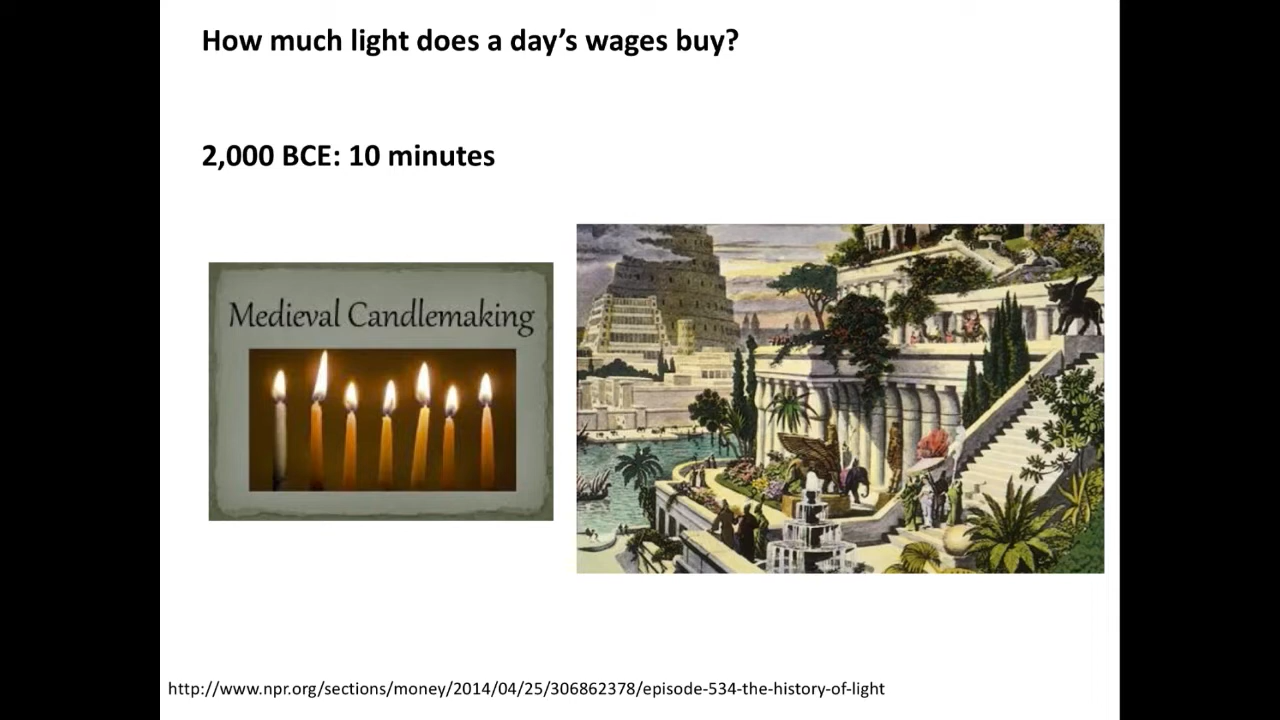 How much light does a day’s wages buy?
2,000 BCE: 10 minutes
Medieval Candlemaking
http://www.npr.org/sections/money/2014/04/25/306862378/episode-534-the-history-of-light